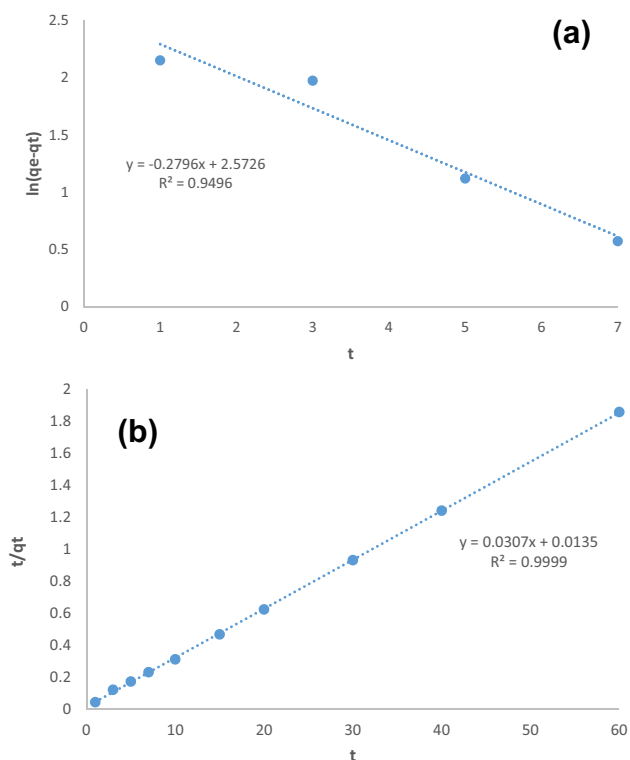 (a)
2.5
2
1.5
1
0.5
0
ln(qe-qt)
y = -0.2796x + 2.5726
R² = 0.9496
0 1 2 3 4 5 6 7
t
(b)
2
1.8
1.6
1.4
1.2
1
0.8
0.6
0.4
0.2
0
t/qt
y = 0.0307x + 0.0135
R² = 0.9999
0 10 20 30 40 50 60
t